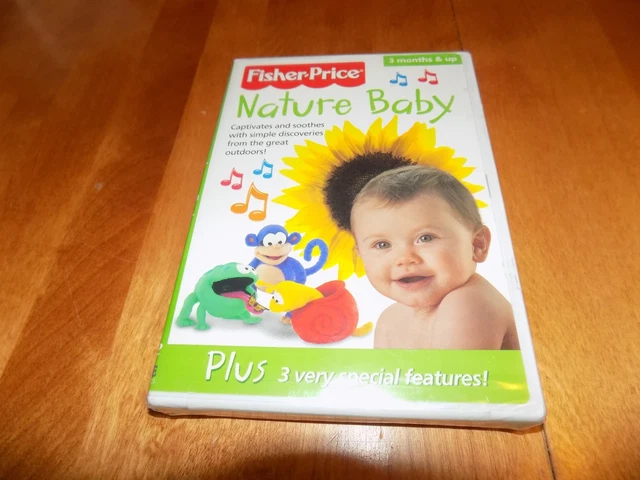 3 months & up
Fisher-Price
Nature Baby
Captivates and soothes
with simple discoveries
from the great
outdoors!
Plus 3 very special features!